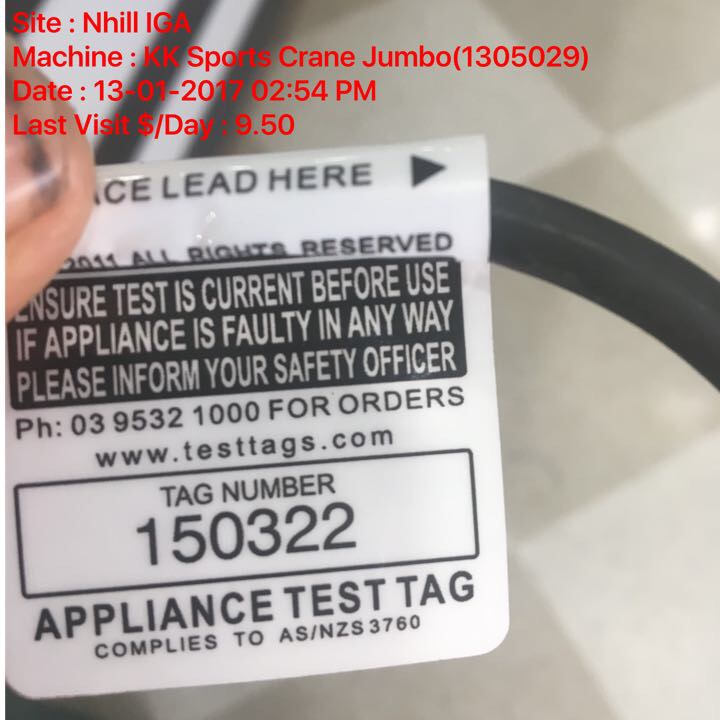 Site : Nhill IGA
Machine : KK Sports Crane Jumbo(1305029)
Date : 13-01-2017 02:54 PM
Last Visit $/Day : 9.50
ACE LEAD HERE
2011 ALL RIGHTS RESERVED
ENSURE TEST IS CURRENT BEFORE USE
IF APPLIANCE IS FAULTY IN ANY WAY
PLEASE INFORM YOUR SAFETY OFFICER
Ph: 03 9532 1000 FOR ORDERS
www.testtags.com
TAG NUMBER
150322
APPLIANCE TEST TAG
COMPLIES TO AS/NZS 3760